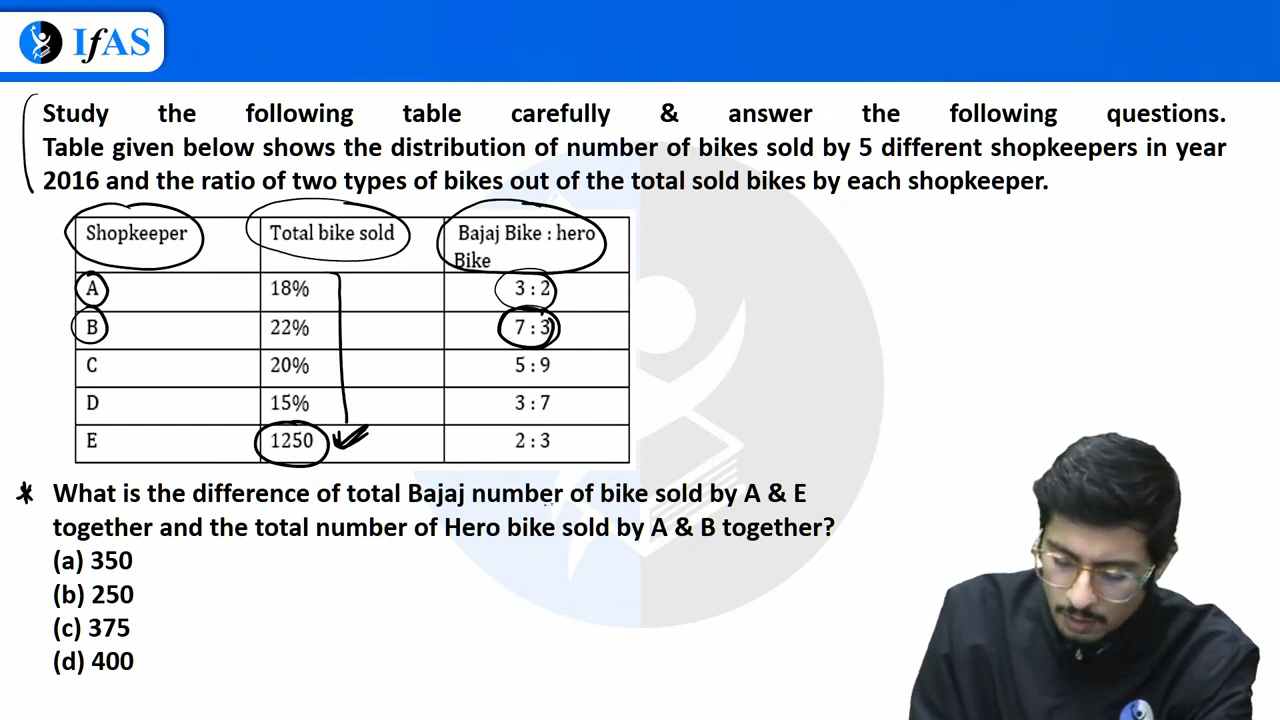 IfAS
Study the following table carefully & answer the following questions.
Table given below shows the distribution of number of bikes sold by 5 different shopkeepers in year
2016 and the ratio of two types of bikes out of the total sold bikes by each shopkeeper.
Shopkeeper Total bike sold Bajaj Bike : hero
Bike
A 18% 3 : 2
B 22% 7 : 3
C 20% 5 : 9
D 15% 3 : 7
E 1250 2 : 3
What is the difference of total Bajaj number of bike sold by A & E
together and the total number of Hero bike sold by A & B together?
(a) 350
(b) 250
(c) 375
(d) 400